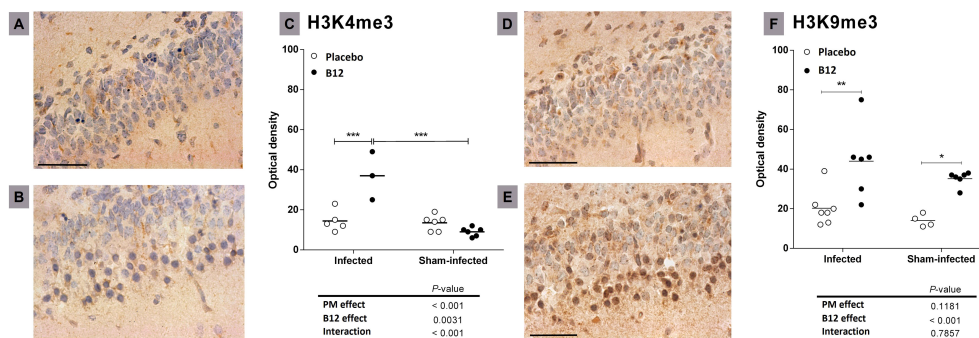 A
B
C H3K4me3
Placebo
B12
Optical density
100
80
60
40
20
0
***
***
Infected
Sham-infected
P-value
PM effect < 0.001
B12 effect 0.0031
Interaction < 0.001
D
E
F H3K9me3
Placebo
B12
Optical density
100
80
60
40
20
0
**
*
Infected
Sham-infected
P-value
PM effect 0.1181
B12 effect < 0.001
Interaction 0.7857